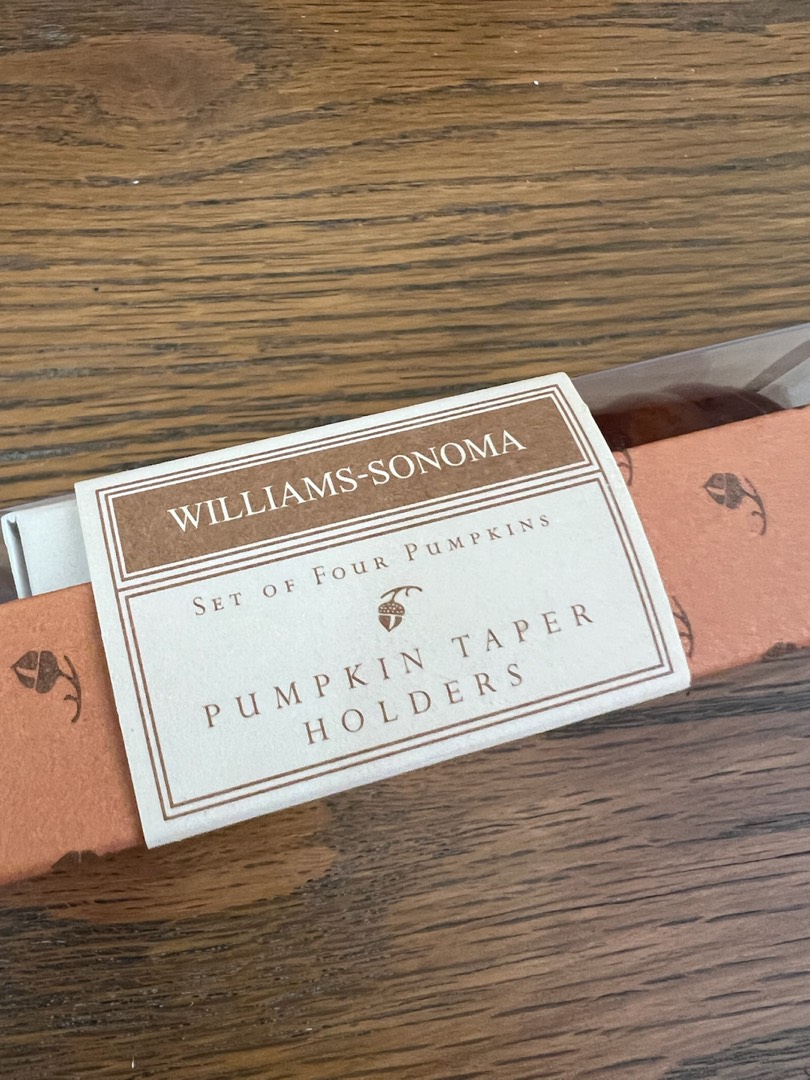 WILLIAMS-SONOMA
SET OF FOUR PUMPKINS
PUMPKIN TAPER
HOLDERS